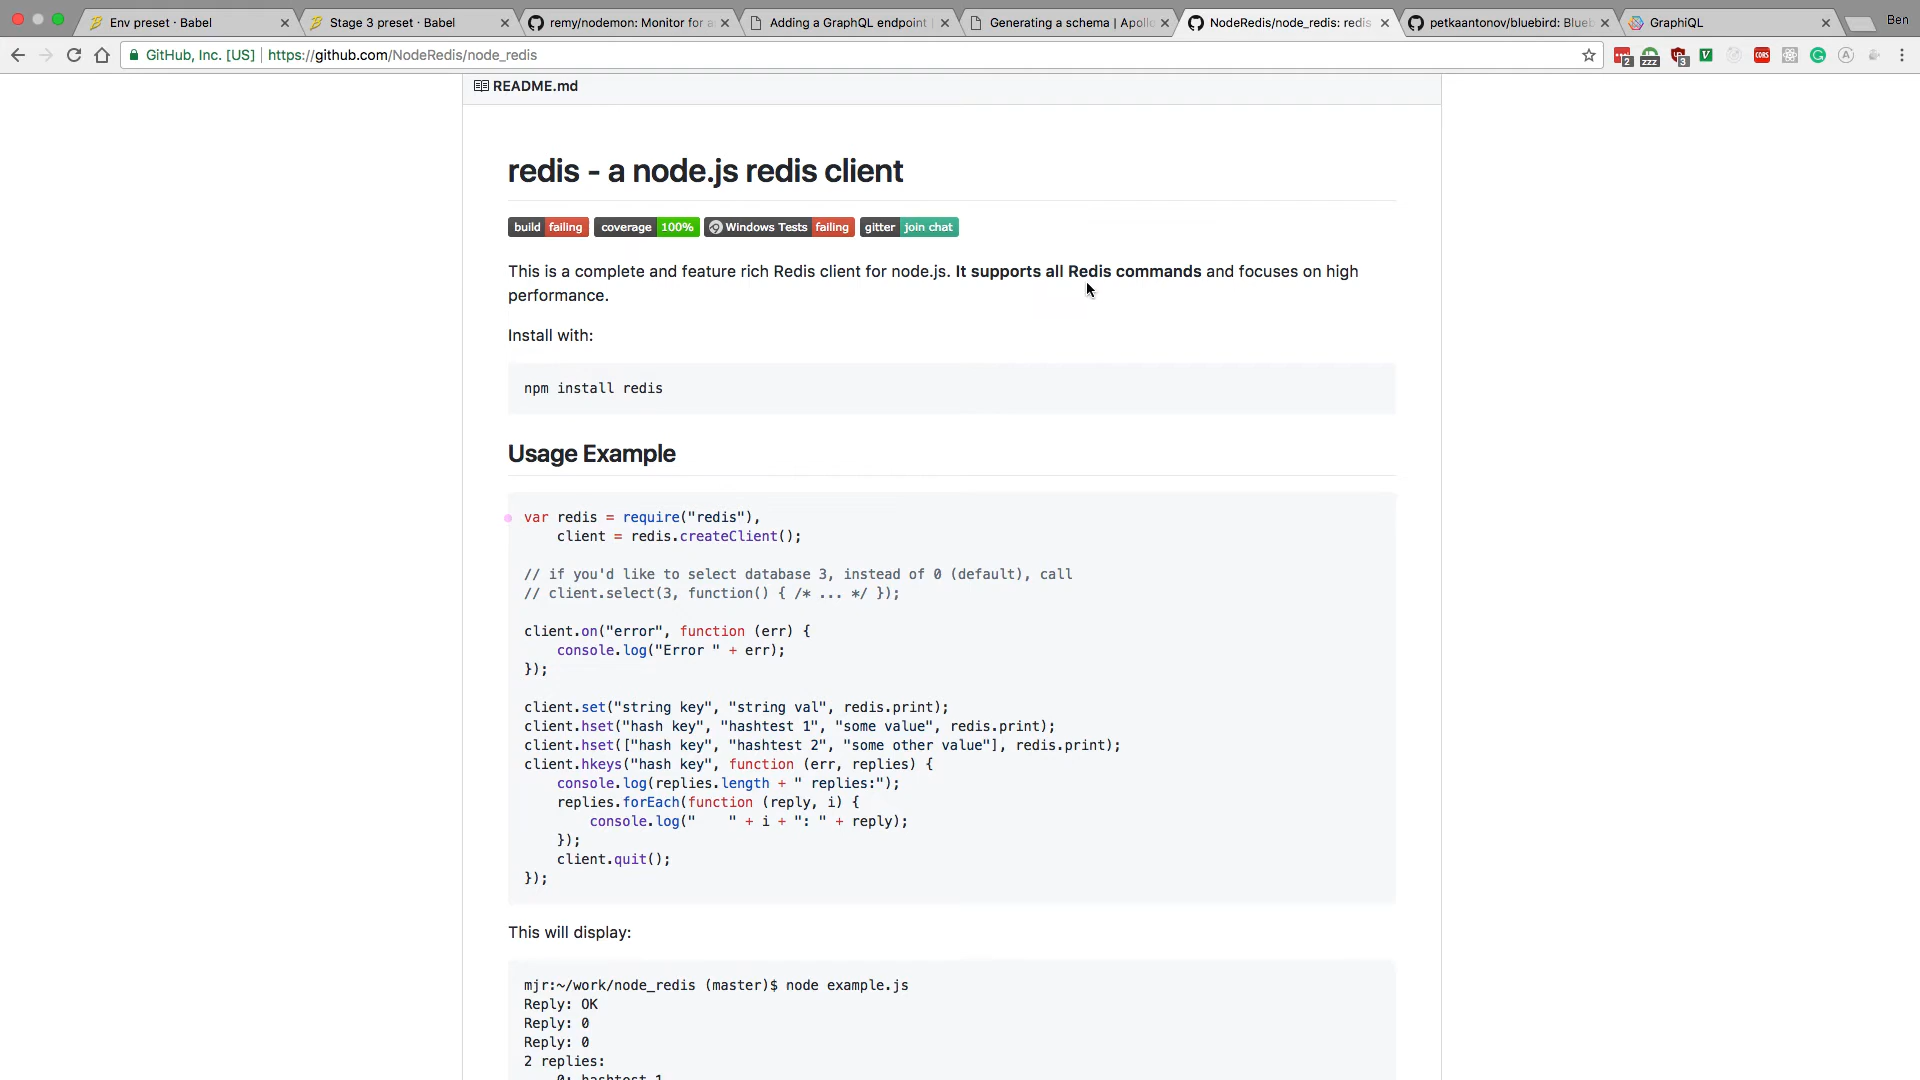 Env preset · Babel
Stage 3 preset · Babel
remy/nodemon: Monitor for a
Adding a GraphQL endpoint
Generating a schema | Apollo
NodeRedis/node_redis: redis
petkaantonov/bluebird: Blueb
GraphiQL
Ben
GitHub, Inc. [US] https://github.com/NodeRedis/node_redis
2
zzz
3
CORS
README.md
redis - a node.js redis client
build failing coverage 100% Windows Tests failing gitter join chat
This is a complete and feature rich Redis client for node.js. It supports all Redis commands and focuses on high
performance.
Install with:
npm install redis
Usage Example
var redis = require("redis"),
    client = redis.createClient();
// if you'd like to select database 3, instead of 0 (default), call
// client.select(3, function() { /* ... */ });
client.on("error", function (err) {
    console.log("Error " + err);
});
client.set("string key", "string val", redis.print);
client.hset("hash key", "hashtest 1", "some value", redis.print);
client.hset(["hash key", "hashtest 2", "some other value"], redis.print);
client.hkeys("hash key", function (err, replies) {
    console.log(replies.length + " replies:");
    replies.forEach(function (reply, i) {
        console.log("    " + i + ": " + reply);
    });
    client.quit();
});
This will display:
mjr:~/work/node_redis (master)$ node example.js
Reply: OK
Reply: 0
Reply: 0
2 replies:
    0: hashtest 1